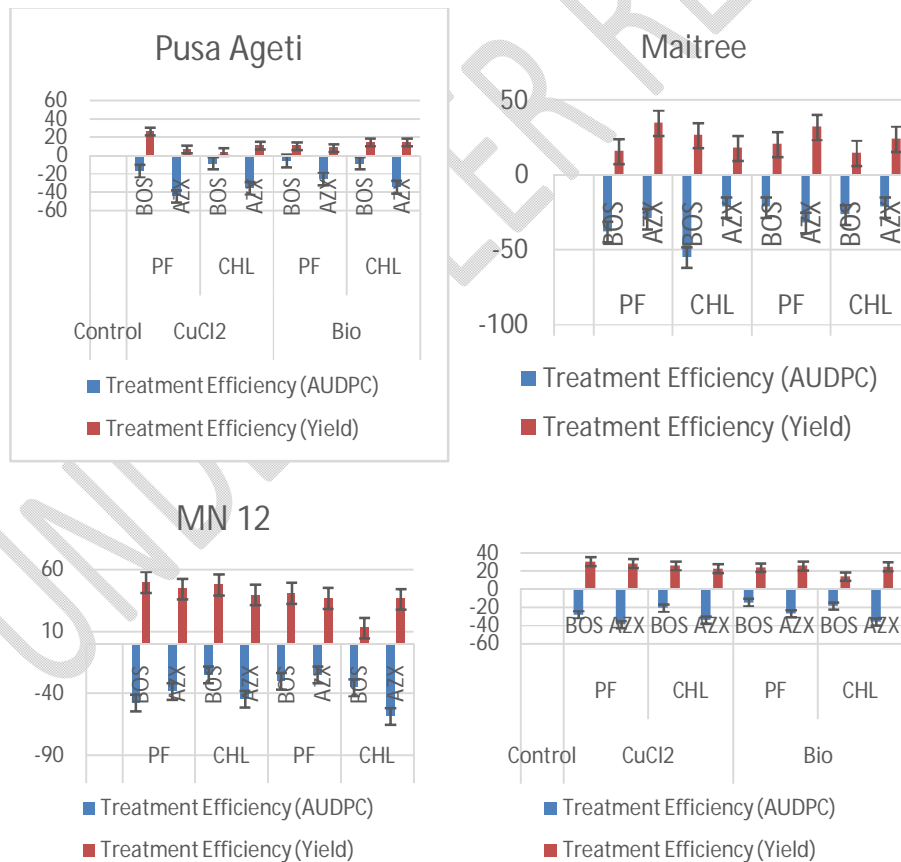 Pusa Ageti
60
40
20
0
-20
-40
-60
BOS AZX BOS AZX BOS AZX BOS AZX
PF CHL PF CHL
Control CuCl2 Bio
Treatment Efficiency (AUDPC)
Treatment Efficiency (Yield)
Maitree
50
0
-50
-100
BOS AZX BOS AZX BOS AZX BOS AZX
PF CHL PF CHL
Treatment Efficiency (AUDPC)
Treatment Efficiency (Yield)
MN 12
60
10
-40
-90
BOS AZX BOS AZX BOS AZX BOS AZX
PF CHL PF CHL
Treatment Efficiency (AUDPC)
Treatment Efficiency (Yield)
40
20
0
-20
-40
-60
BOS AZX BOS AZX BOS AZX BOS AZX
PF CHL PF CHL
Control CuCl2 Bio
Treatment Efficiency (AUDPC)
Treatment Efficiency (Yield)